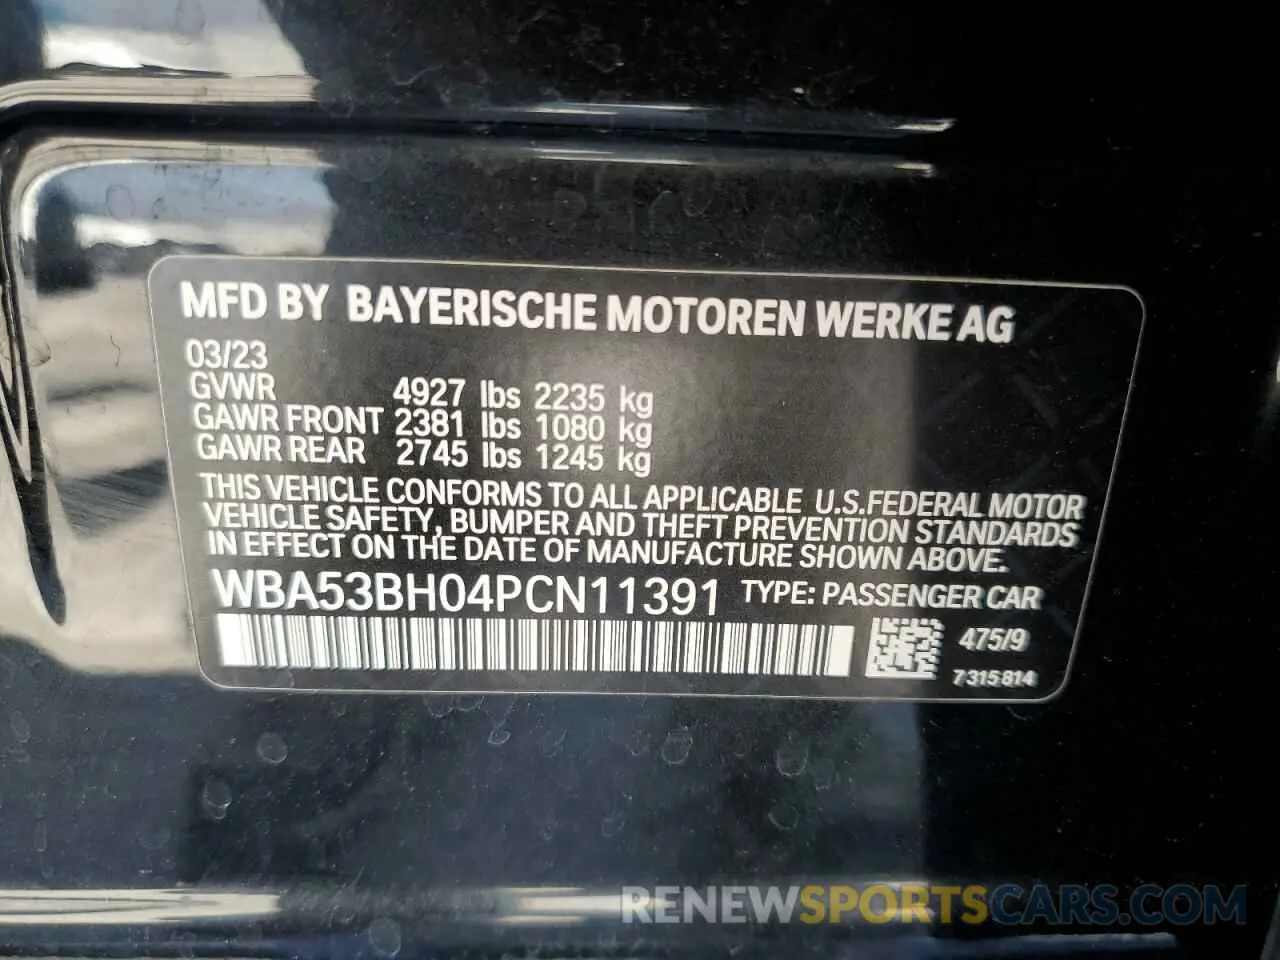 MFD BY BAYERISCHE MOTOREN WERKE AG
03/23
GVWR 4927 lbs 2235 kg
GAWR FRONT 2381 lbs 1080 kg
GAWR REAR 2745 lbs 1245 kg
THIS VEHICLE CONFORMS TO ALL APPLICABLE U.S.FEDERAL MOTOR
VEHICLE SAFETY, BUMPER AND THEFT PREVENTION STANDARDS
IN EFFECT ON THE DATE OF MANUFACTURE SHOWN ABOVE.
WBA53BH04PCN11391 TYPE: PASSENGER CAR
475/9
7315814
RENEWSPORTSCARS.COM